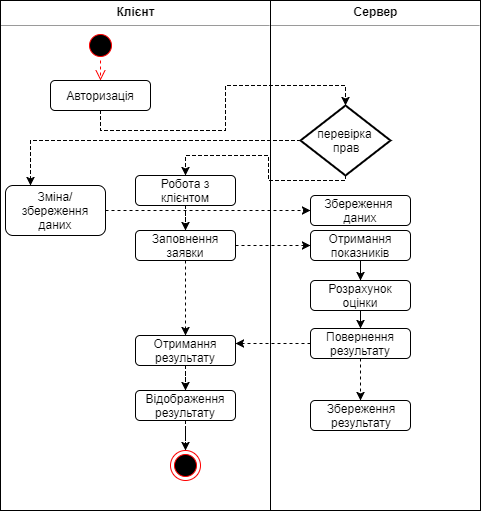 Клієнт
Сервер
Авторизація
перевірка
прав
Робота з
клієнтом
Зміна/
збереження
даних
Збереження
даних
Заповнення
заявки
Отримання
показників
Розрахунок
оцінки
Отримання
результату
Повернення
результату
Відображення
результату
Збереження
результату